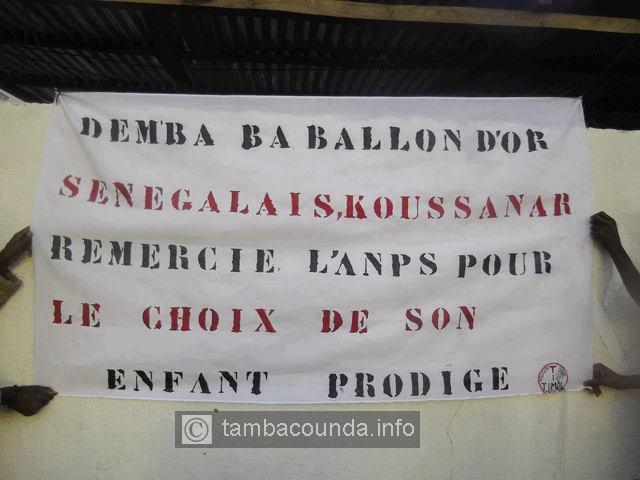 DEMBA BA BALLON D'OR
SENEGALAIS,KOUSSANAR
REMERCIE L'ANPS POUR
LE CHOIX DE SON
ENFANT PRODIGE
© tambacounda.info